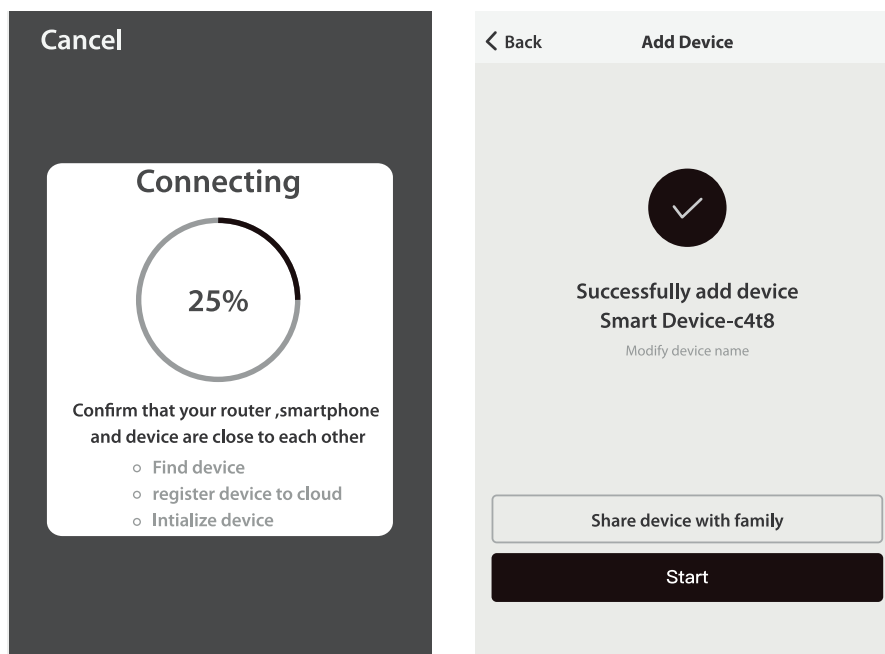 Cancel
Connecting
25%
Confirm that your router ,smartphone
and device are close to each other
Find device
register device to cloud
Intialize device
Back
Add Device
Successfully add device
Smart Device-c4t8
Modify device name
Share device with family
Start